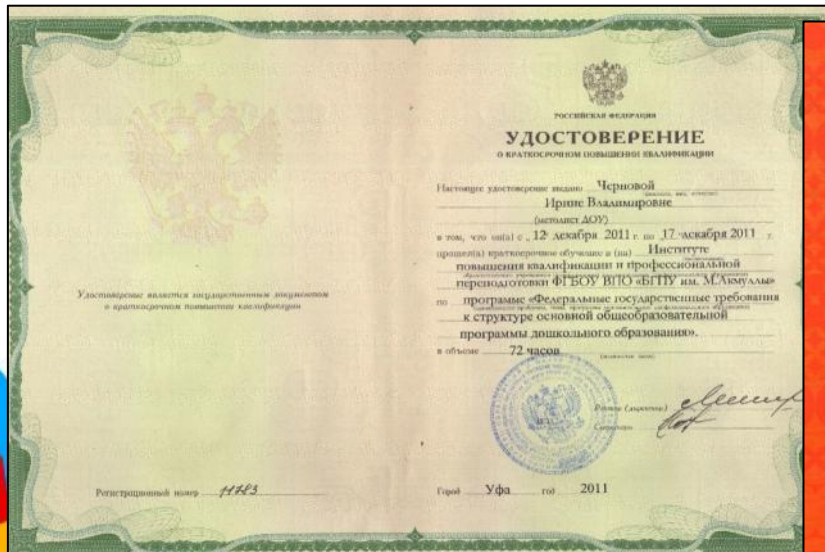 Удостоверение является государственным документом
о краткосрочном повышении квалификации
Регистрационный номер 11783
РОССИЙСКАЯ ФЕДЕРАЦИЯ
УДОСТОВЕРЕНИЕ
О КРАТКОСРОЧНОМ ПОВЫШЕНИИ КВАЛИФИКАЦИИ
Настоящее удостоверение выдано Черновой
Ирине Владимировне
(методист ДОУ)
в том, что он(а) с „ 12 декабря 2011 г. по 17 декабря 2011 г.
прошел(а) краткосрочное обучение в (на) Институте
повышения квалификации и профессиональной
переподготовки ФГБОУ ВПО «БГПУ им. М.Акмуллы»
по программе «Федеральные государственные требования
к структуре основной общеобразовательной
программы дошкольного образования».
в объеме 72 часов
Ректор (директор)
Секретарь
Город Уфа год 2011